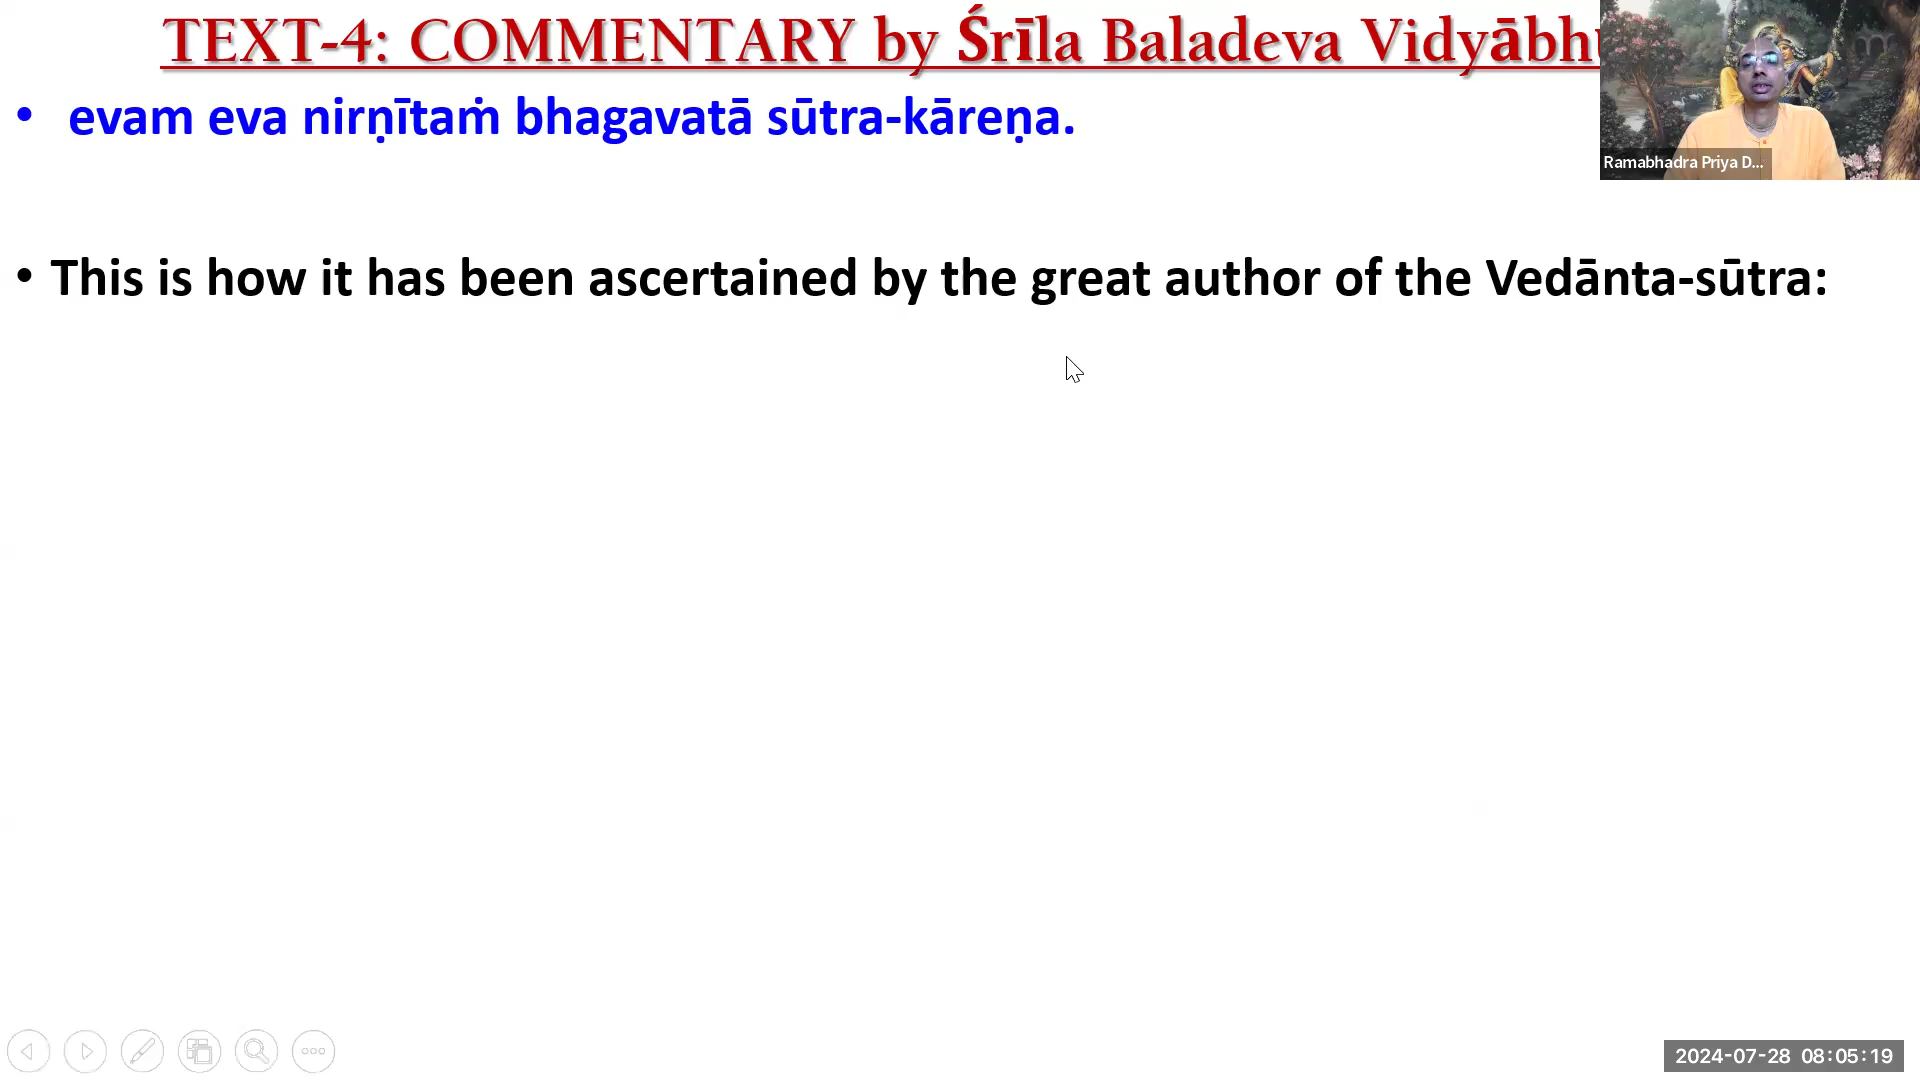 TEXT-4: COMMENTARY by Śrīla Baladeva
• evam eva nirṇītaṁ bhagavatā sūtra-kāreṇa.
Ramabhadra Priya D...
• This is how it has been ascertained by the great author of the Vedānta-sūtra:
2024-07-28 08:05:19